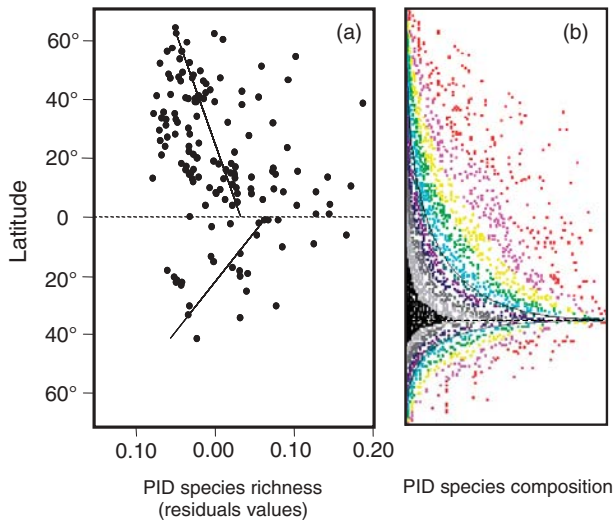 (a)
(b)
Latitude
60°
40°
20°
0
20°
40°
60°
0.10
0.00
0.10
0.20
PID species richness
(residuals values)
PID species composition